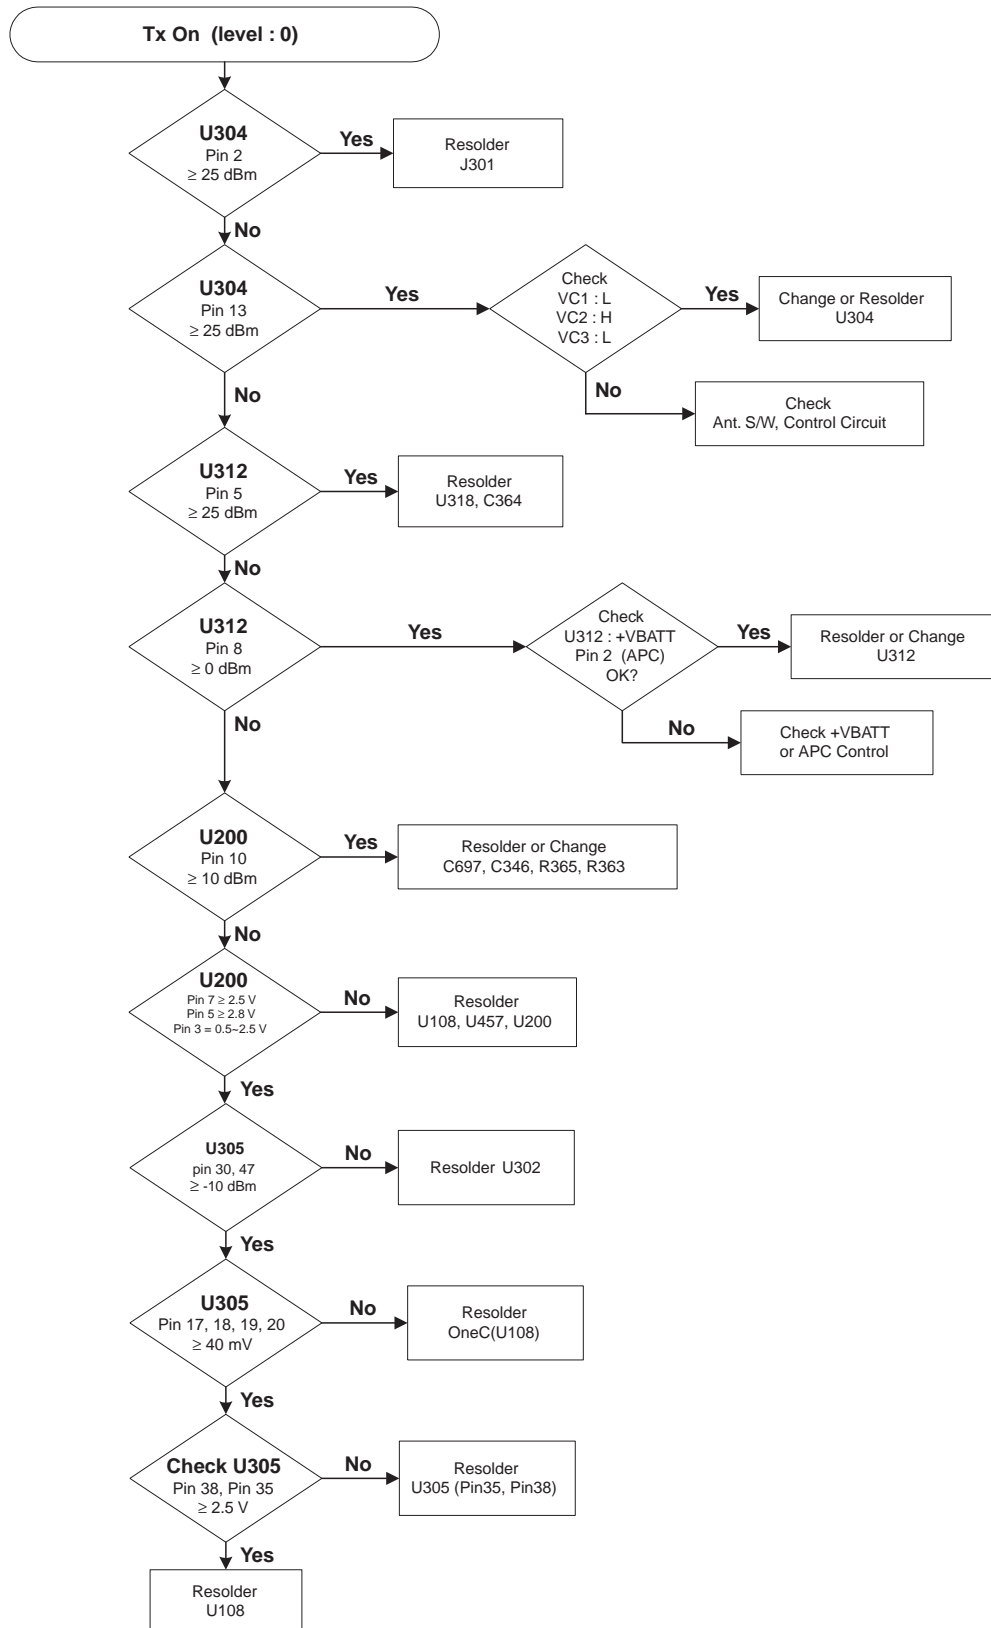 Tx On (level : 0)
U304
Pin 2
≥ 25 dBm
Yes
Resolder
J301
No
U304
Pin 13
≥ 25 dBm
Yes
Check
VC1 : L
VC2 : H
VC3 : L
Yes
Change or Resolder
U304
No
Check
Ant. S/W, Control Circuit
No
U312
Pin 5
≥ 25 dBm
Yes
Resolder
U318, C364
No
U312
Pin 8
≥ 0 dBm
Yes
Check
U312 : +VBATT
Pin 2 (APC)
OK?
Yes
Resolder or Change
U312
No
Check +VBATT
or APC Control
No
U200
Pin 10
≥ 10 dBm
Yes
Resolder or Change
C697, C346, R365, R363
No
U200
Pin 7 ≥ 2.5 V
Pin 5 ≥ 2.8 V
Pin 3 = 0.5~2.5 V
No
Resolder
U108, U457, U200
Yes
U305
pin 30, 47
≥ -10 dBm
No
Resolder U302
Yes
U305
Pin 17, 18, 19, 20
≥ 40 mV
No
Resolder
OneC(U108)
Yes
Check U305
Pin 38, Pin 35
≥ 2.5 V
No
Resolder
U305 (Pin35, Pin38)
Yes
Resolder
U108